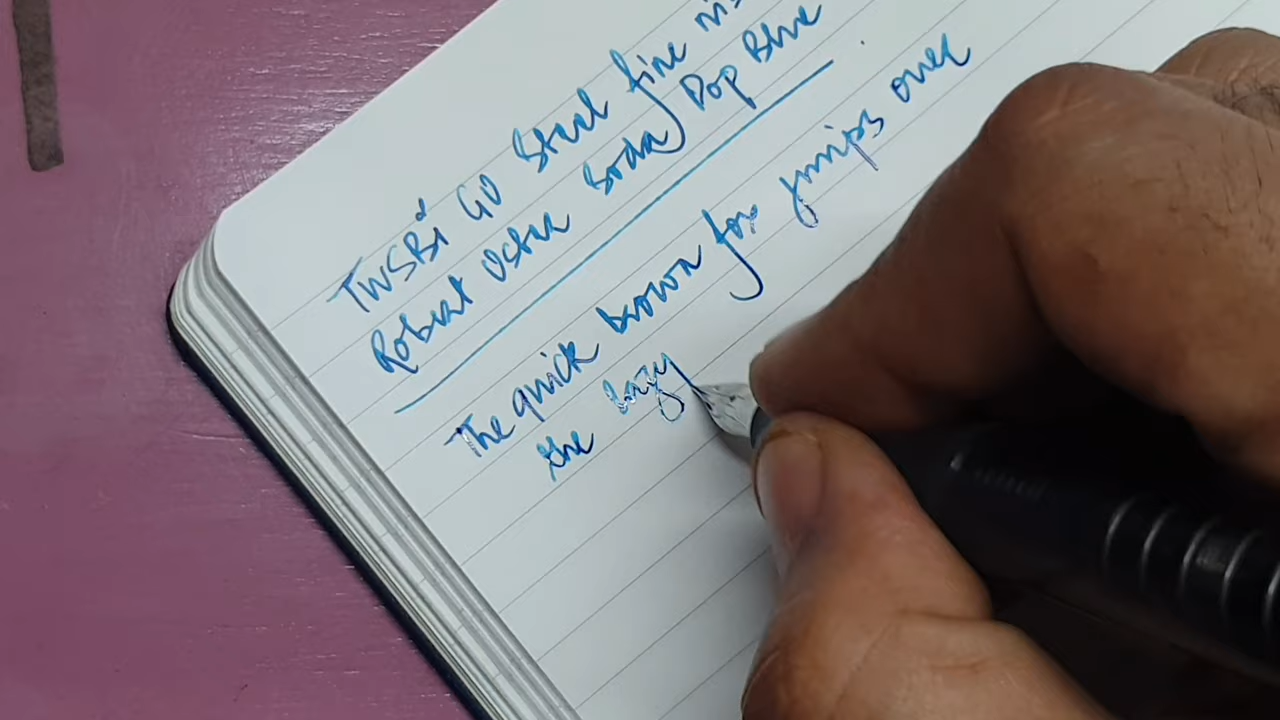 TWSBi GO Steel fine
Robert Oster Soda Pop Blue
The quick brown fox jumps over
the lazy